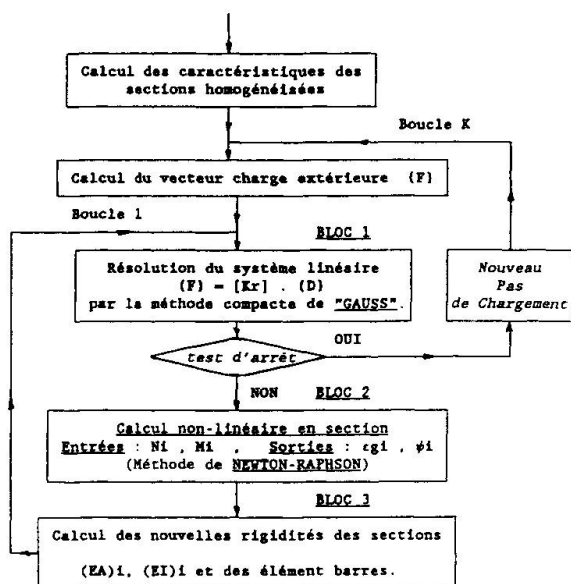 Calcul des caractéristiques des
sections homogénéisées
Boucle K
Calcul du vecteur charge extérieure (F)
Boucle 1
BLOC 1
Résolution du système linéaire
(F) = [Kr] . (D)
par la méthode compacte de "GAUSS".
Nouveau
Pas
de Chargement
OUI
test d'arrêt
NON
BLOC 2
Calcul non-linéaire en section
Entrées : Ni , Mi , Sorties : εgi , ψi
(Méthode de NEWTON-RAPHSON)
BLOC 3
Calcul des nouvelles rigidités des sections
(EA)i, (EI)i et des élément barres.